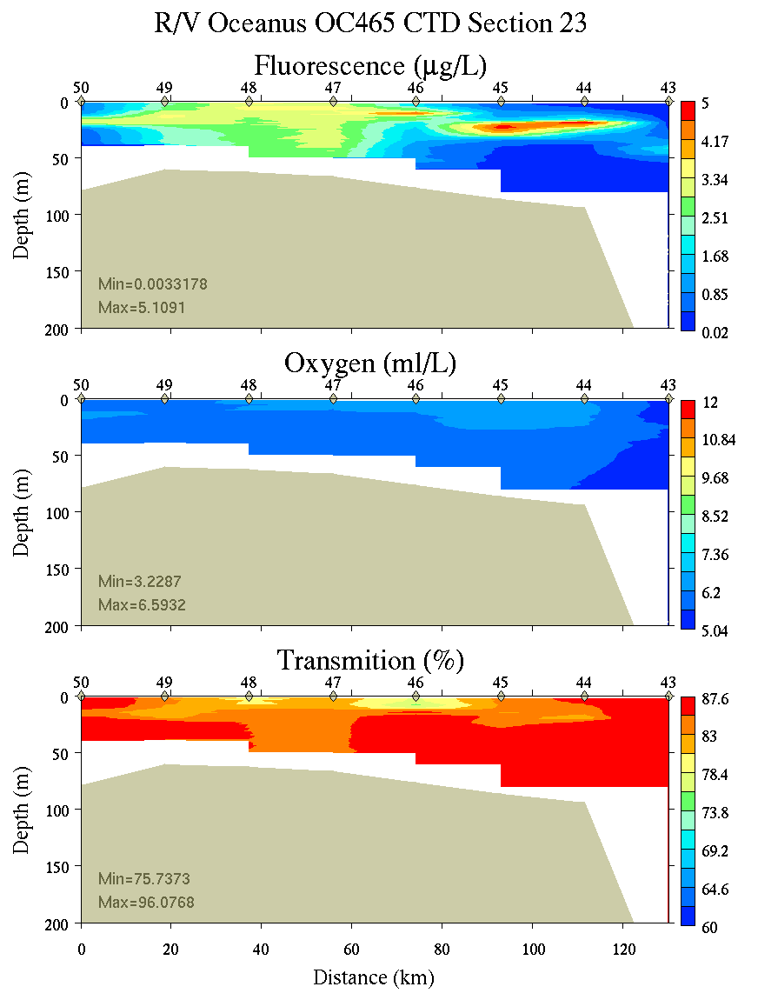 R/V Oceanus OC465 CTD Section 23
Fluorescence (μg/L)
50 49 48 47 46 45 44 43
0
50
100
150
200
Depth (m)
Min=0.0033178
Max=5.1091
5
4.17
3.34
2.51
1.68
0.85
0.02
Oxygen (ml/L)
50 49 48 47 46 45 44 43
0
50
100
150
200
Depth (m)
Min=3.2287
Max=6.5932
12
10.84
9.68
8.52
7.36
6.2
5.04
Transmition (%)
50 49 48 47 46 45 44 43
0
50
100
150
200
Depth (m)
Min=75.7373
Max=96.0768
87.6
83
78.4
73.8
69.2
64.6
60
0 20 40 60 80 100 120
Distance (km)